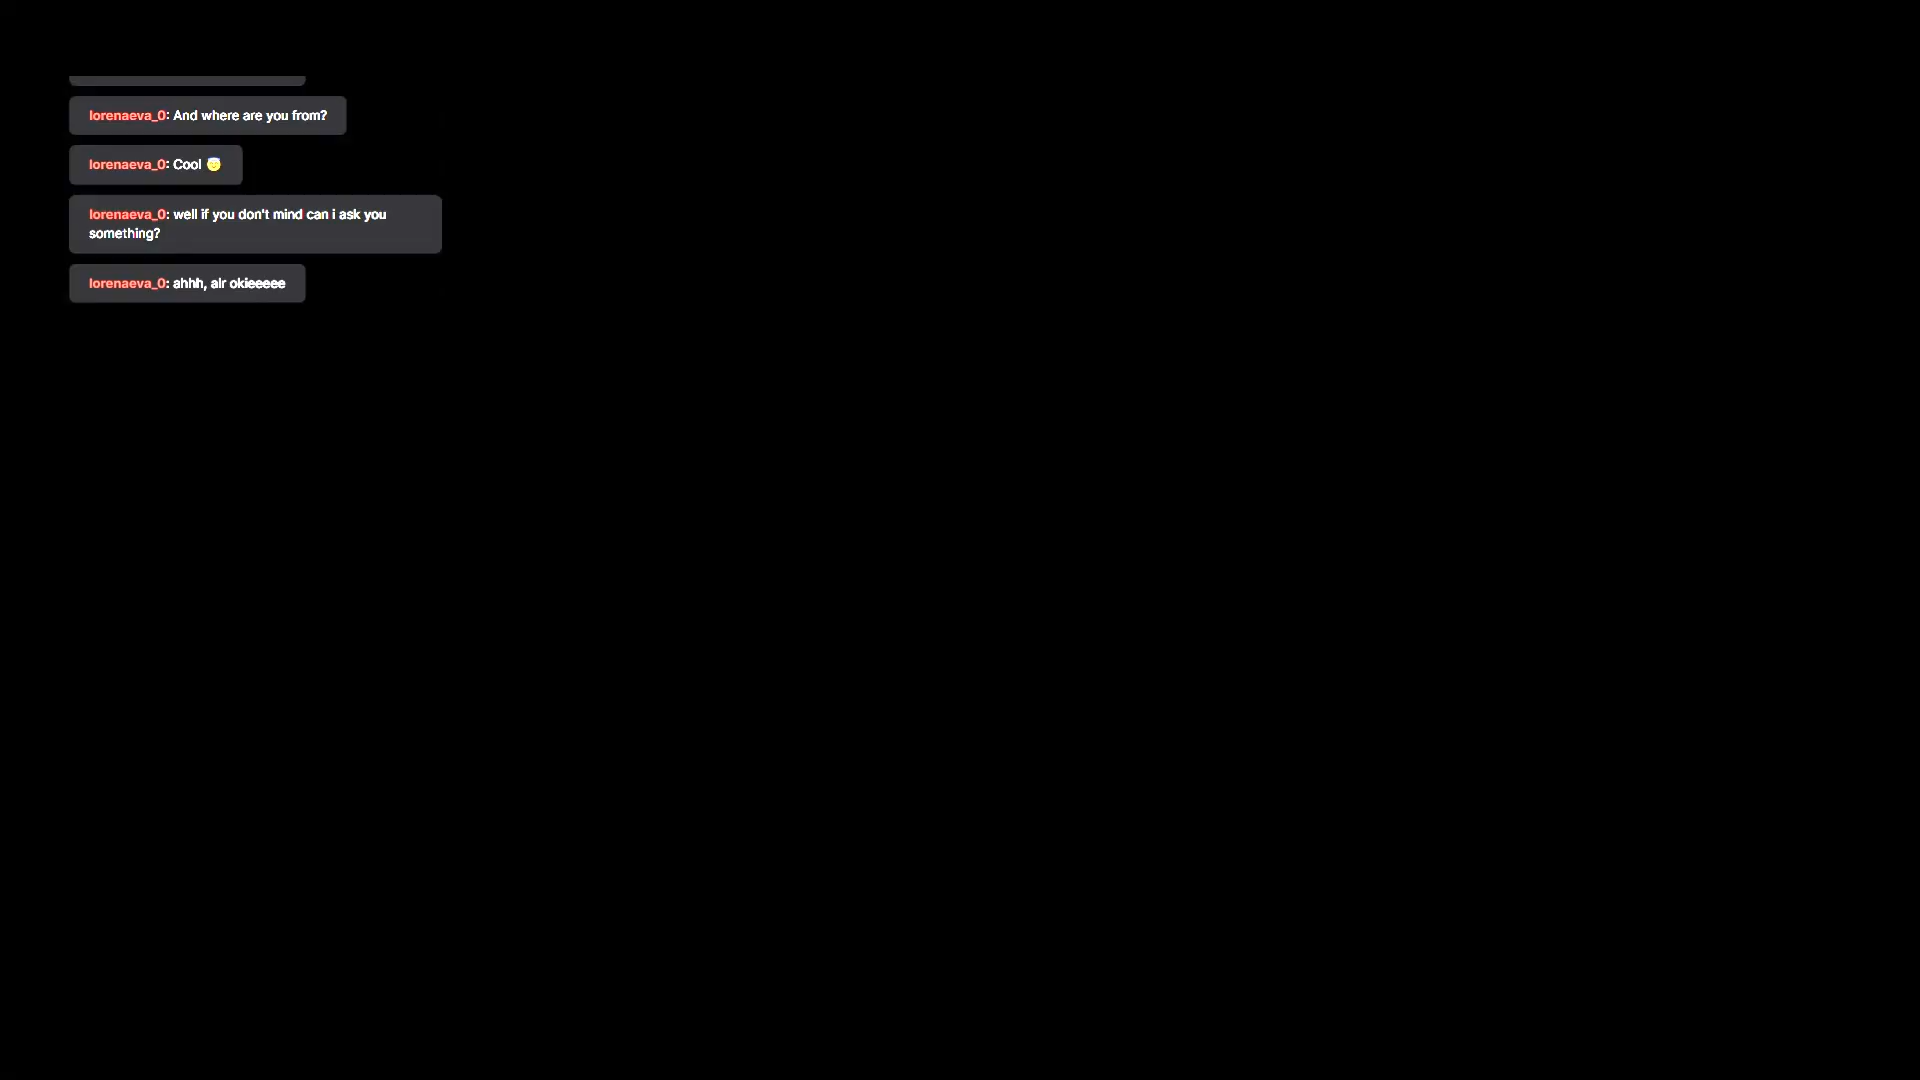 lorenaeva_0: And where are you from?
lorenaeva_0: Cool 😇
lorenaeva_0: well if you don't mind can i ask you
something?
lorenaeva_0: ahhh, alr okieeeee